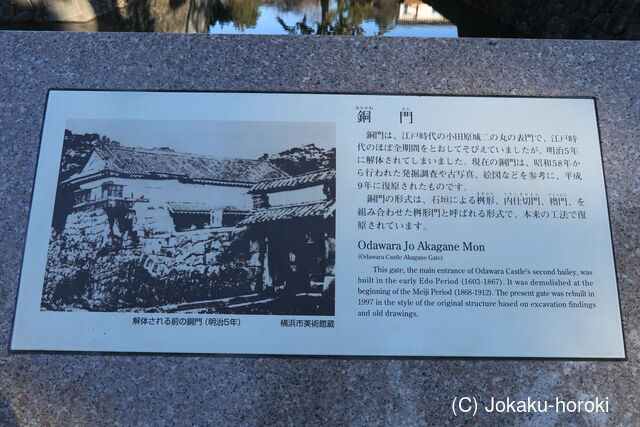 あかがね もん
銅 門
銅門は、江戸時代の小田原城二の丸の表門で、江戸時
代のほぼ全期間をとおしてそびえていましたが、明治5年
に解体されてしまいました。現在の銅門は、昭和58年か
ら行われた発掘調査や古写真、絵図などを参考に、平成
9年に復原されたものです。
銅門の形式は、石垣による桝形、内仕切門、櫓門、を
組み合わせた桝形門と呼ばれる形式で、本来の工法で復
原されています。
Odawara Jo Akagane Mon
(Odawara Castle Akagane Gate)
This gate, the main entrance of Odawara Castle's second bailey, was
built in the early Edo Period (1603-1867). It was demolished at the
beginning of the Meiji Period (1868-1912). The present gate was rebuilt in
1997 in the style of the original structure based on excavation findings
and old drawings.
解体される前の銅門(明治5年) 横浜市美術館蔵
(C) Jokaku-horoki